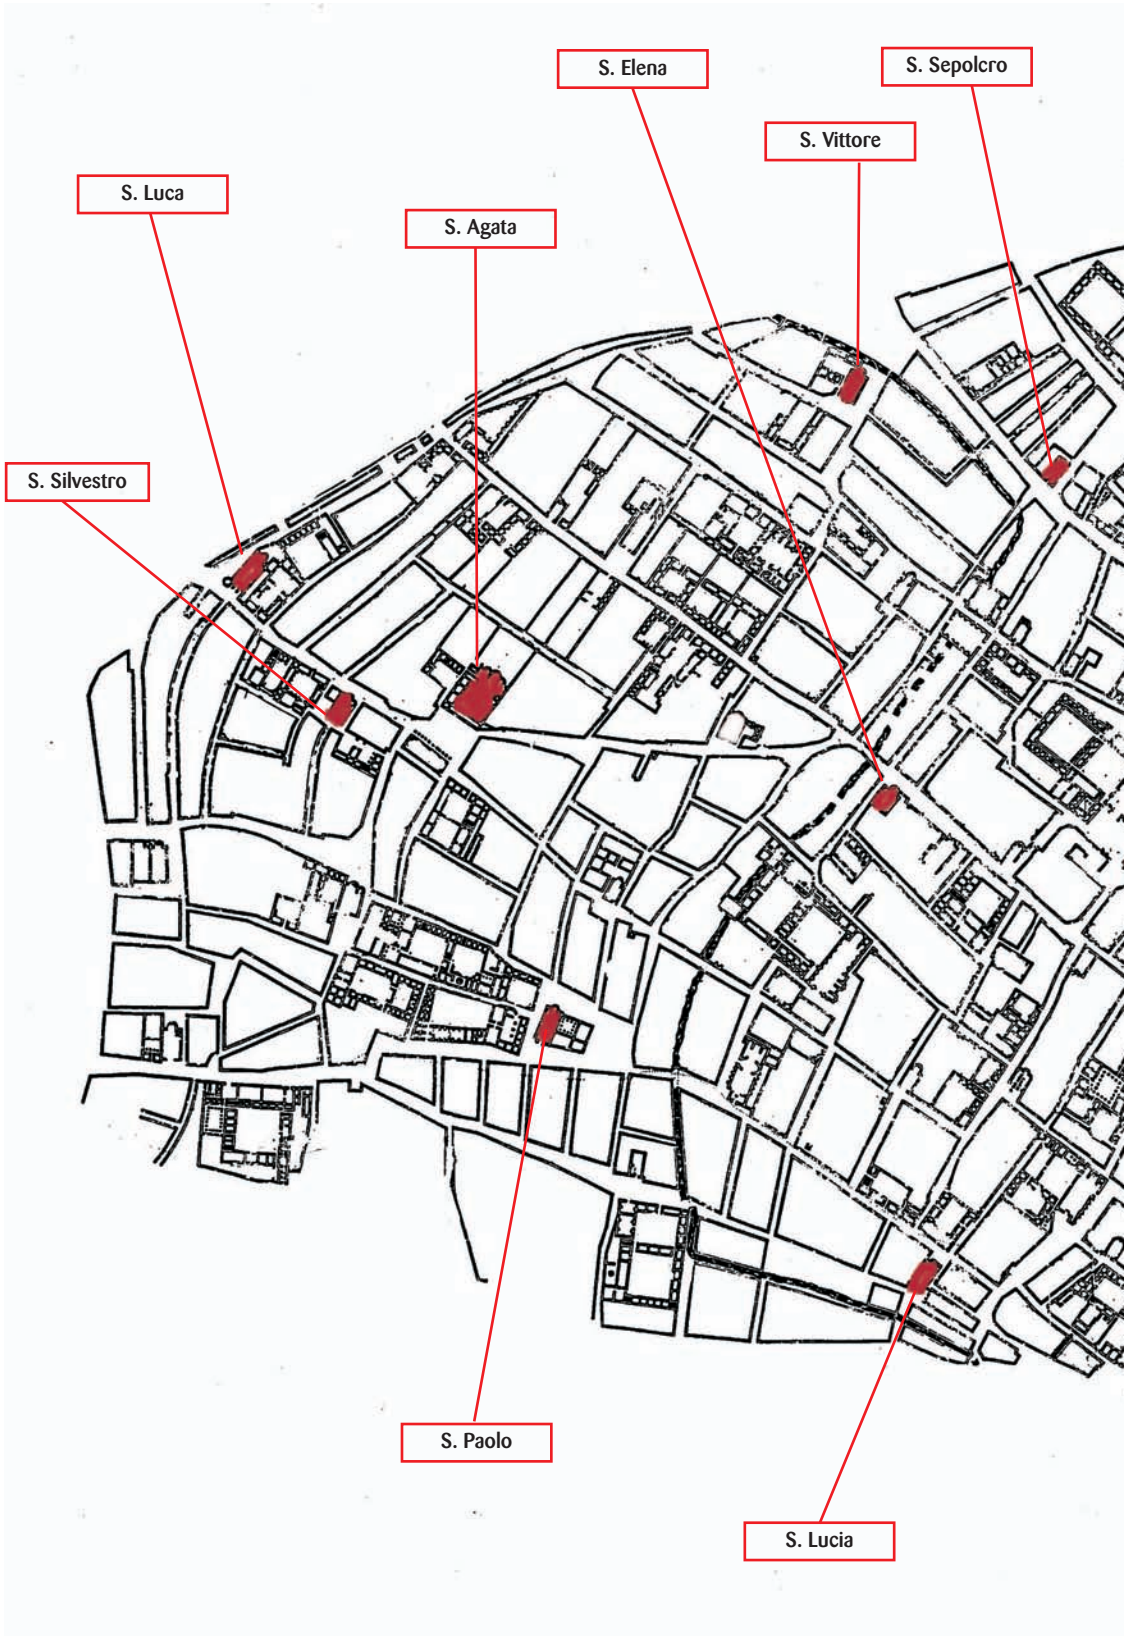 S. Elena
S. Sepolcro
S. Vittore
S. Luca
S. Agata
S. Silvestro
S. Paolo
S. Lucia